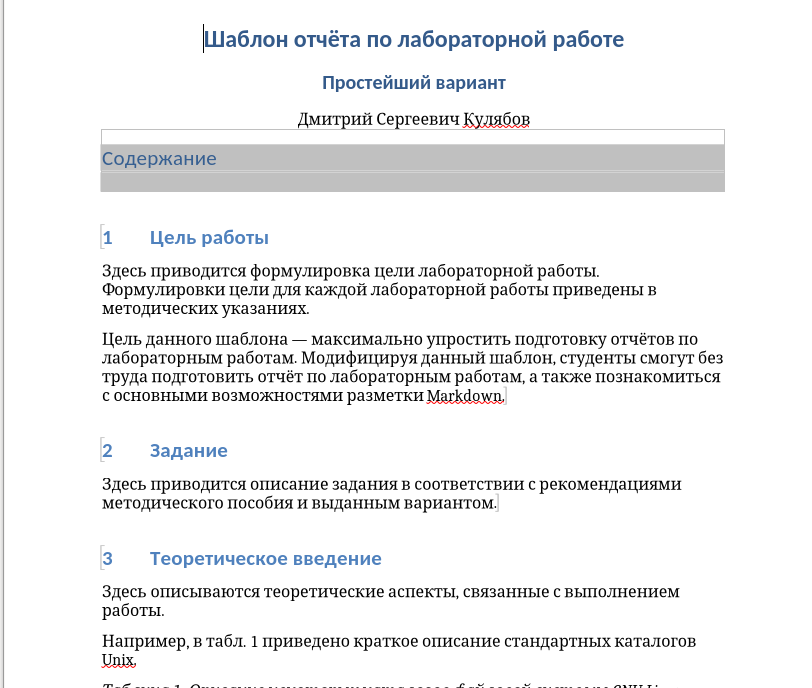 Шаблон отчёта по лабораторной работе
Простейший вариант
Дмитрий Сергеевич Кулябов
Содержание
1 Цель работы
Здесь приводится формулировка цели лабораторной работы.
Формулировки цели для каждой лабораторной работы приведены в
методических указаниях.
Цель данного шаблона — максимально упростить подготовку отчётов по
лабораторным работам. Модифицируя данный шаблон, студенты смогут без
труда подготовить отчёт по лабораторным работам, а также познакомиться
с основными возможностями разметки Markdown.
2 Задание
Здесь приводится описание задания в соответствии с рекомендациями
методического пособия и выданным вариантом.
3 Теоретическое введение
Здесь описываются теоретические аспекты, связанные с выполнением
работы.
Например, в табл. 1 приведено краткое описание стандартных каталогов
Unix.